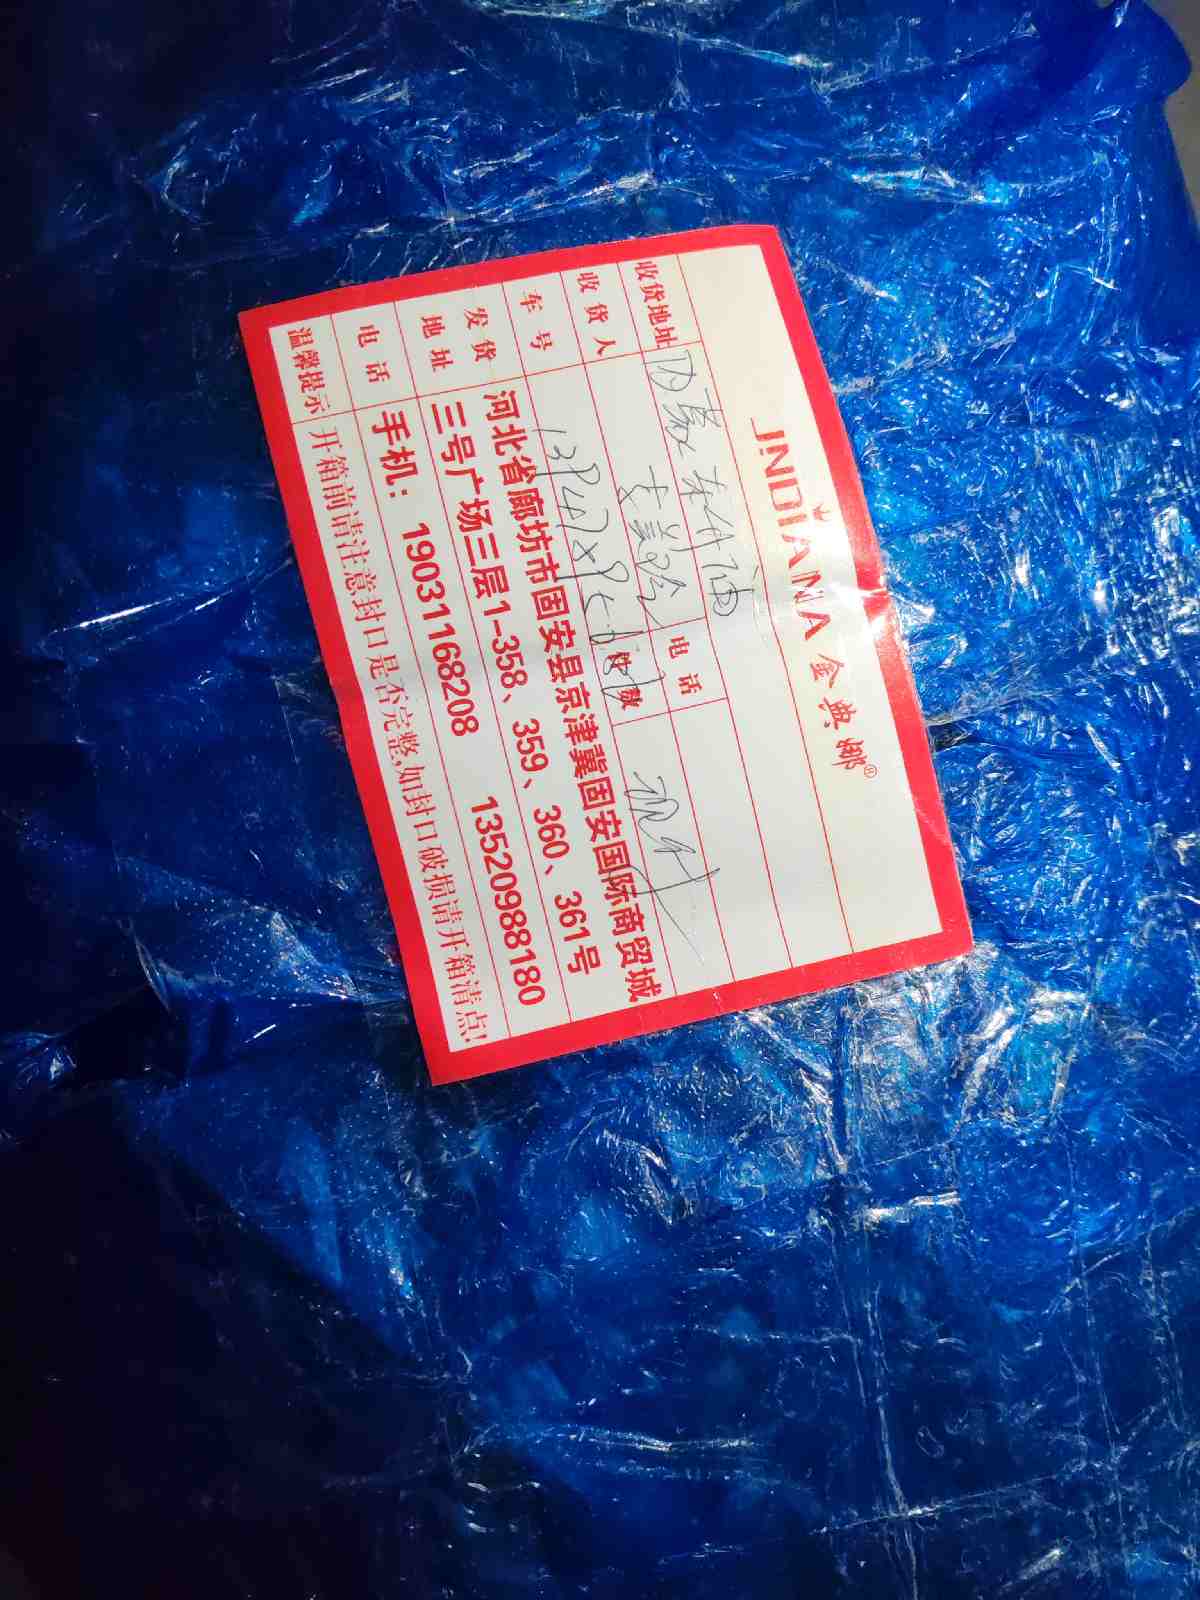 JNDIANA 金典娜®
收货地址 内蒙
收货人 电话
车号 件数
发货地址 河北省廊坊市固安县京津冀固安国际商贸城
三号广场三层1-358、359、360、361号
电话 手机：19031168208 13520988180
温馨提示 开箱前请注意封口是否完整,如封口破损请开箱清点!